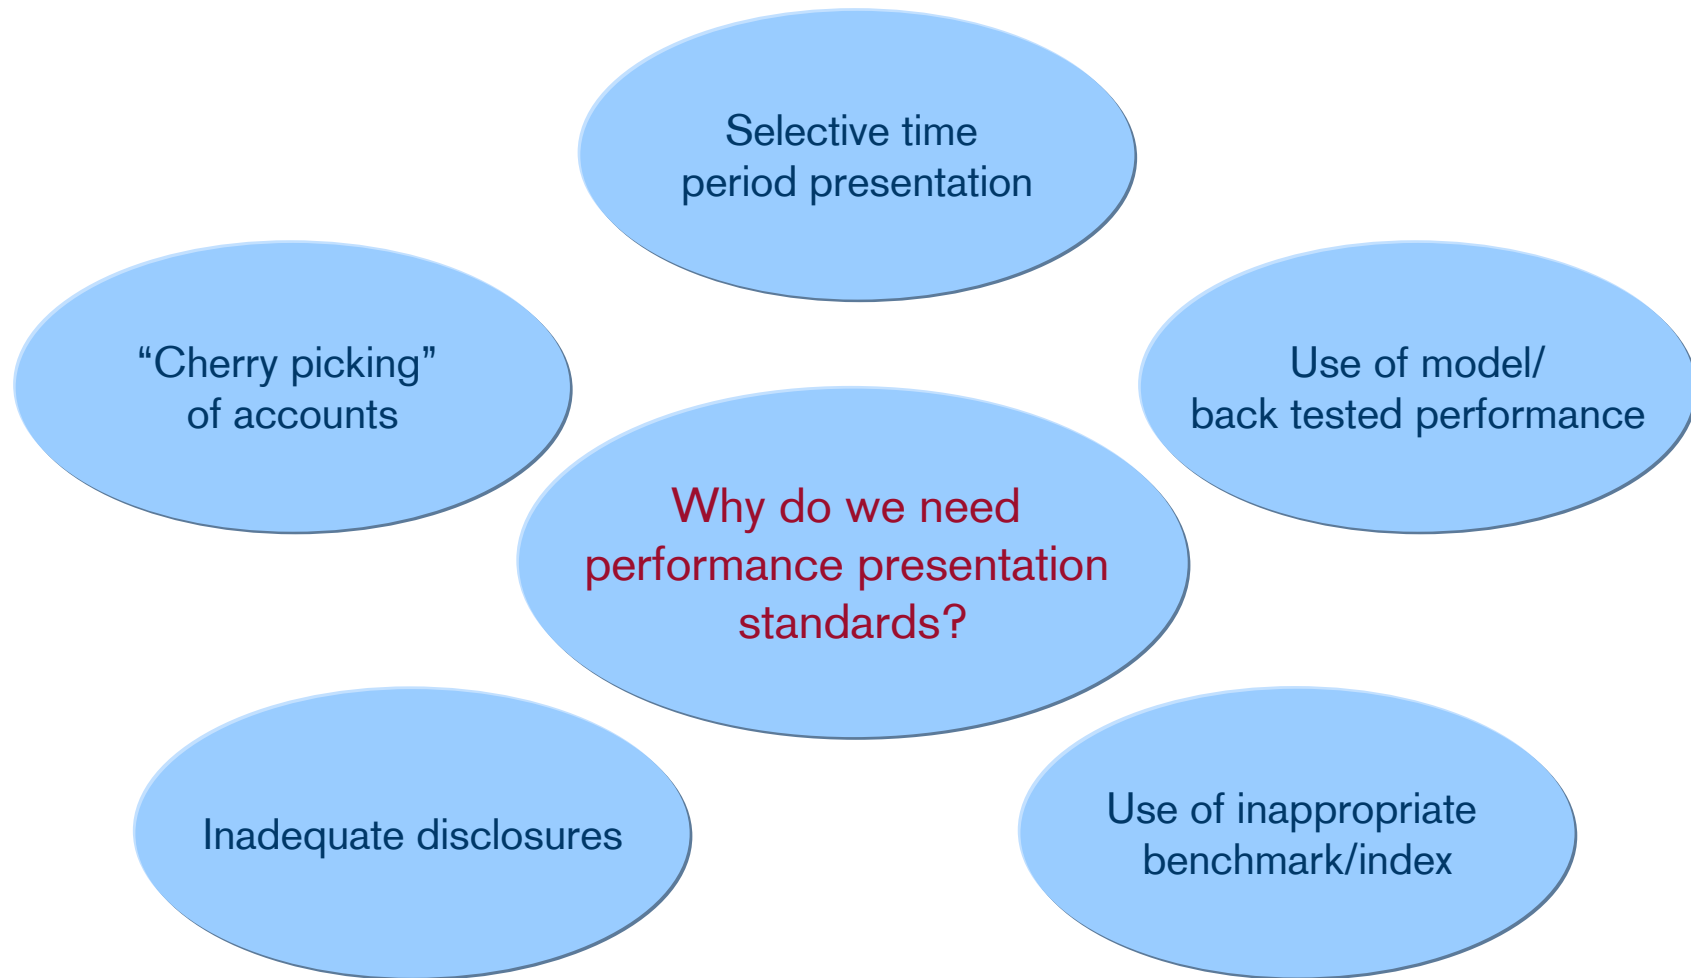 Selective time
period presentation
“Cherry picking”
of accounts
Use of model/
back tested performance
Why do we need
performance presentation
standards?
Inadequate disclosures
Use of inappropriate
benchmark/index